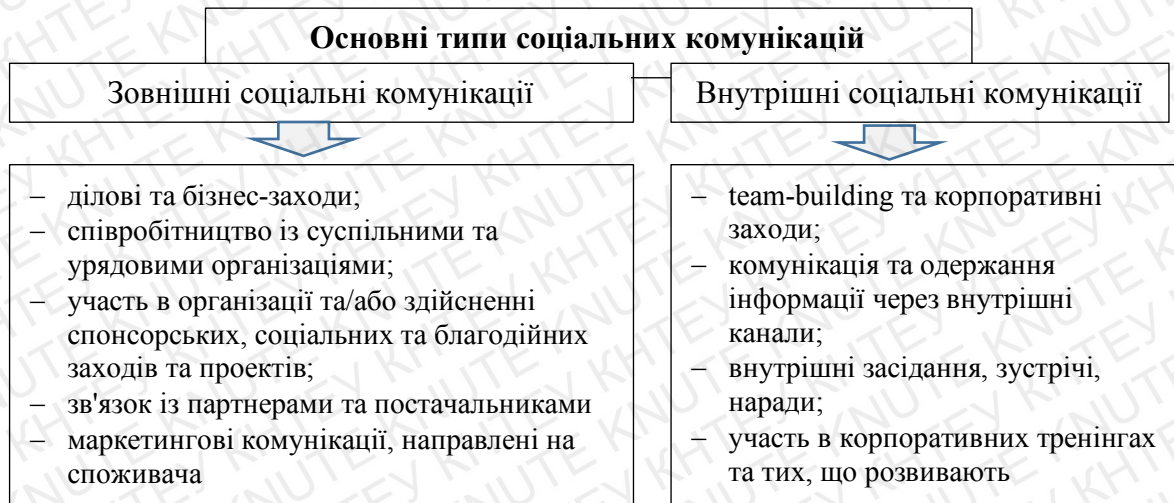 Основні типи соціальних комунікацій
Зовнішні соціальні комунікації
Внутрішні соціальні комунікації
– ділові та бізнес-заходи;
– співробітництво із суспільними та
урядовими організаціями;
– участь в організації та/або здійсненні
спонсорських, соціальних та благодійних
заходів та проектів;
– зв'язок із партнерами та постачальниками
– маркетингові комунікації, направлені на
споживача
– team-building та корпоративні
заходи;
– комунікація та одержання
інформації через внутрішні
канали;
– внутрішні засідання, зустрічі,
наради;
– участь в корпоративних тренінгах
та тих, що розвивають